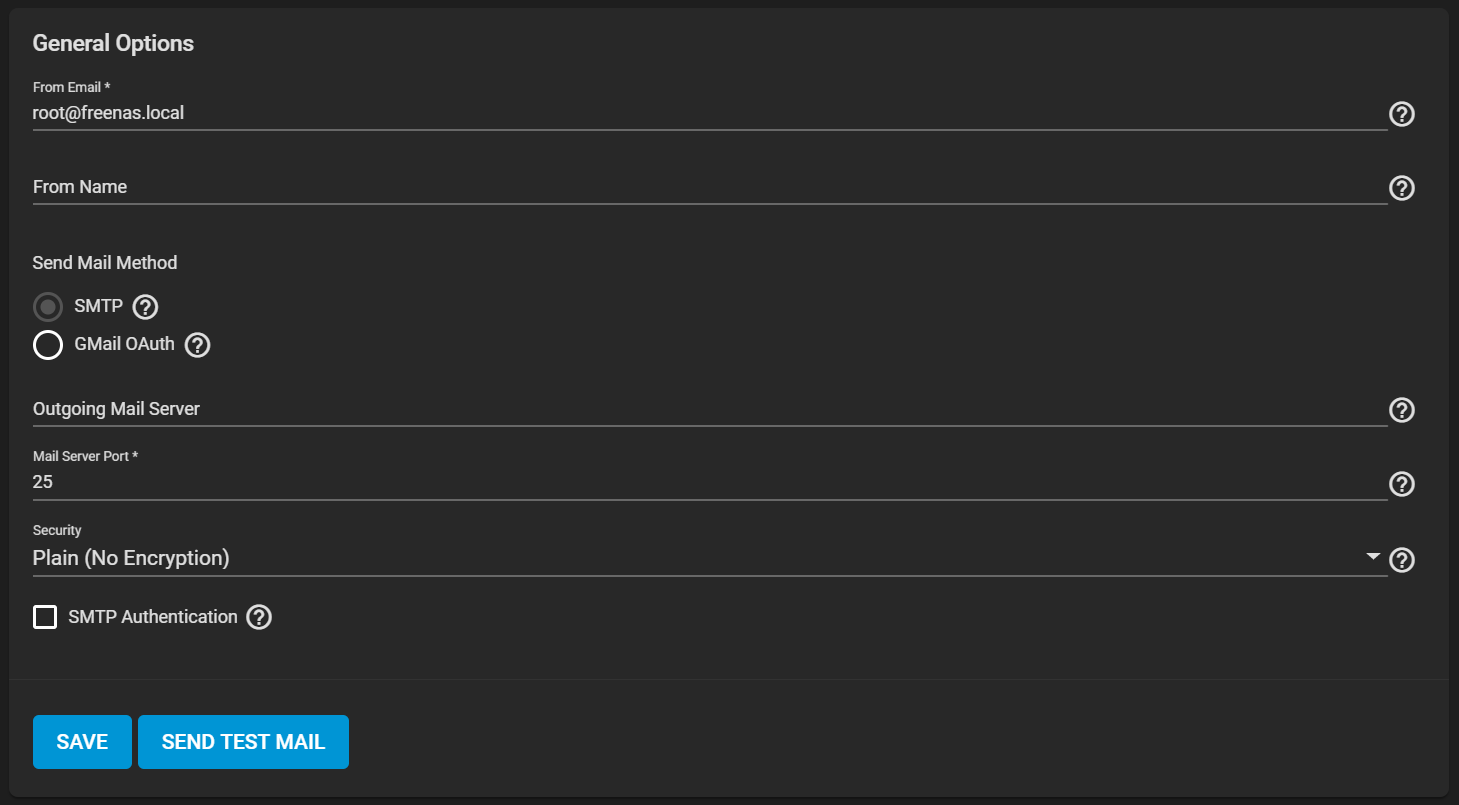 General Options
From Email *
root@freenas.local
From Name
Send Mail Method
SMTP
GMail OAuth
Outgoing Mail Server
Mail Server Port *
25
Security
Plain (No Encryption)
SMTP Authentication
SAVE SEND TEST MAIL